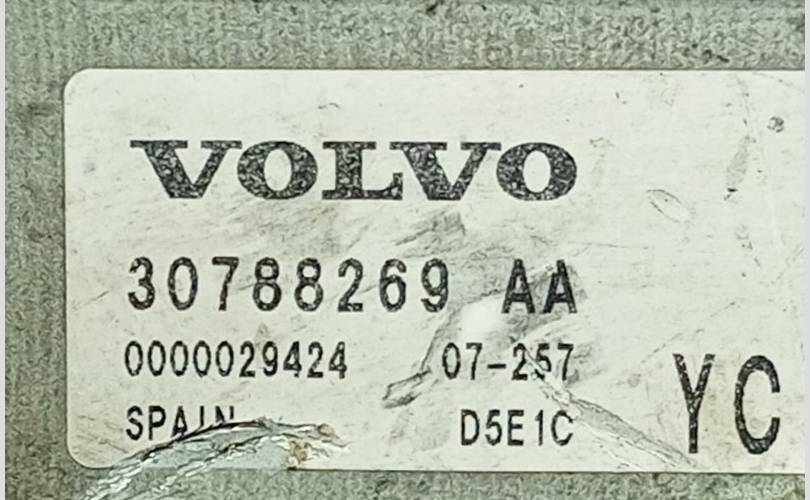 VOLVO
30788269 AA
0000029424 07-257
SPAIN D5E1C YC